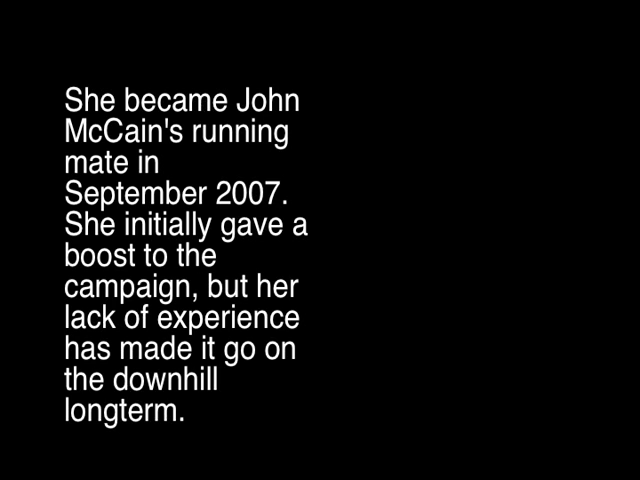 She became John
McCain's running
mate in
September 2007.
She initially gave a
boost to the
campaign, but her
lack of experience
has made it go on
the downhill
longterm.